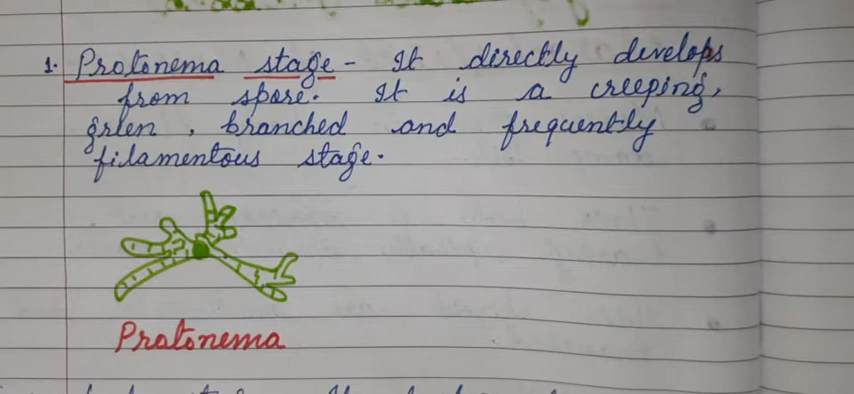 1. Protonema stage - It directly develops
from spore. It is a creeping,
green, branched and frequently
filamentous stage.
Protonema